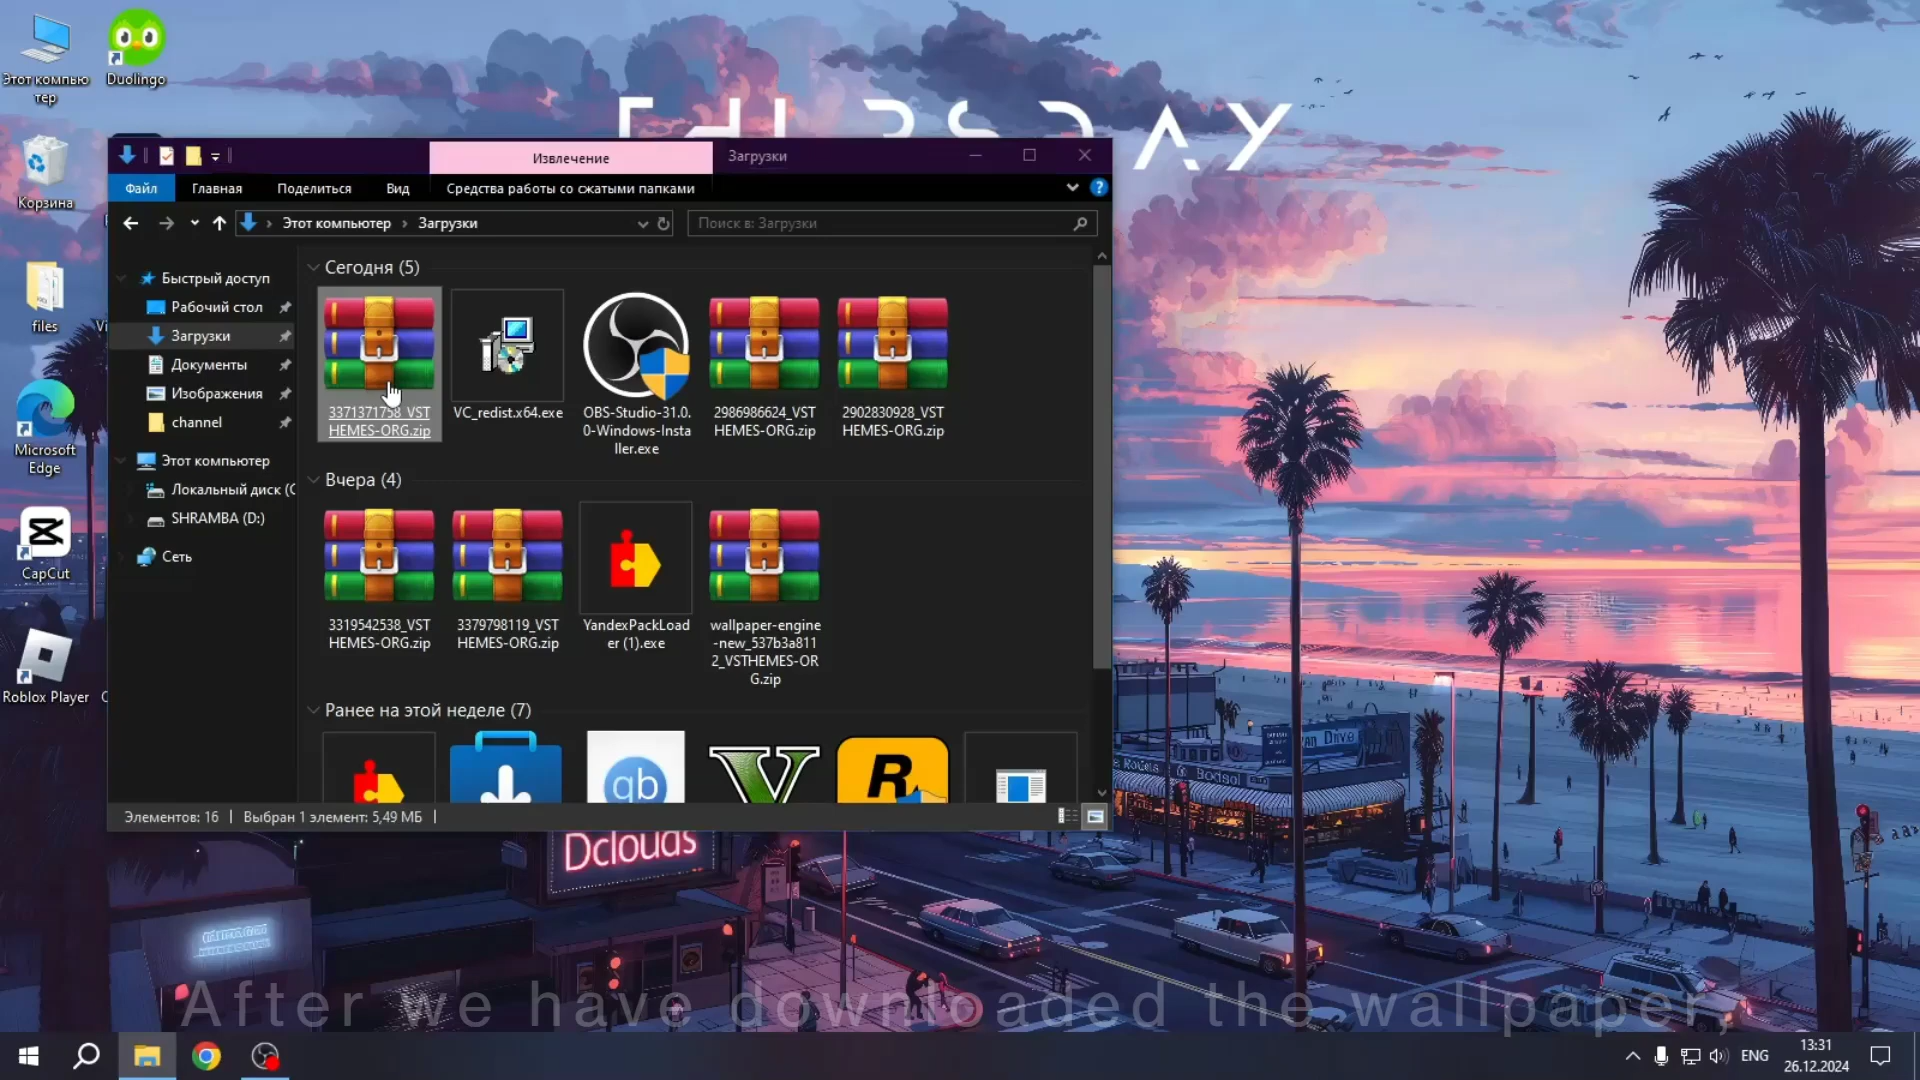 Этот компью
тер
Duolingo
Корзина
files
Microsoft
Edge
CapCut
Roblox Player
THURSDAY
Извлечение
Загрузки
Файл
Главная
Поделиться
Вид
Средства работы со сжатыми папками
?
Этот компьютер
Загрузки
Поиск в: Загрузки
Быстрый доступ
Рабочий стол
Загрузки
Документы
Изображения
channel
Этот компьютер
Локальный диск (C
SHRAMBA (D:)
Сеть
Сегодня (5)
3371371758_VST
HEMES-ORG.zip
VC_redist.x64.exe
OBS-Studio-31.0.
0-Windows-Insta
ller.exe
2986986624_VST
HEMES-ORG.zip
2902830928_VST
HEMES-ORG.zip
Вчера (4)
3319542538_VST
HEMES-ORG.zip
3379798119_VST
HEMES-ORG.zip
YandexPackLoad
er (1).exe
wallpaper-engine
-new_537b3a811
2_VSTHEMES-OR
G.zip
Ранее на этой неделе (7)
qb
V
R
Элементов: 16
Выбран 1 элемент: 5,49 МБ
Dclouds
After we have downloaded the wallpaper,
ENG
13:31
26.12.2024